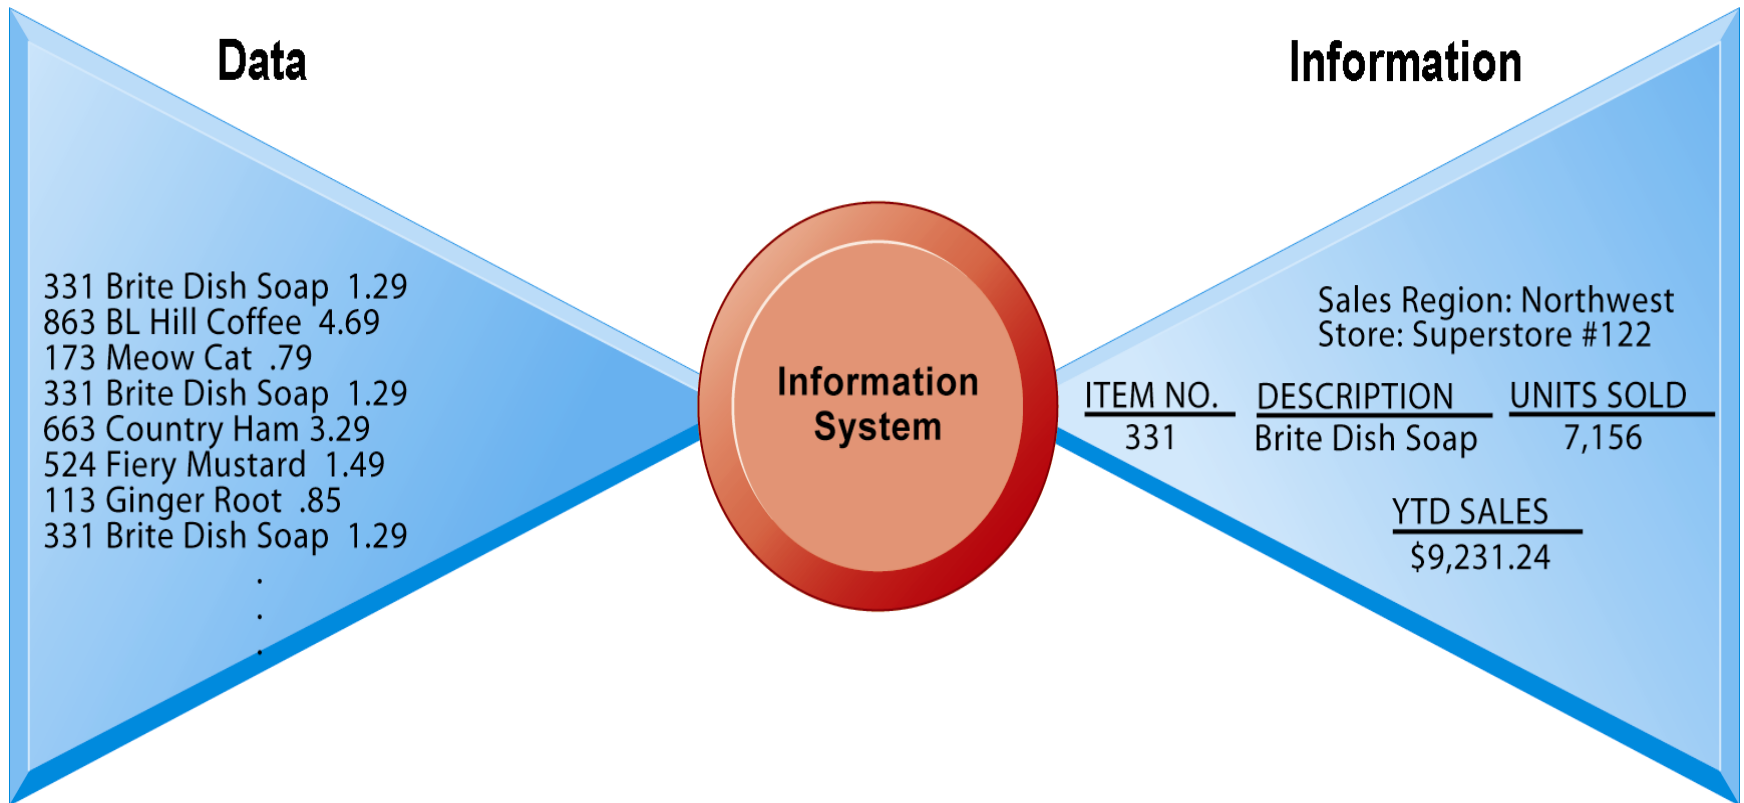 Data
331 Brite Dish Soap 1.29
863 BL Hill Coffee 4.69
173 Meow Cat .79
331 Brite Dish Soap 1.29
663 Country Ham 3.29
524 Fiery Mustard 1.49
113 Ginger Root .85
331 Brite Dish Soap 1.29
.
.
.
Information
System
Information
Sales Region: Northwest
Store: Superstore #122
ITEM NO. DESCRIPTION UNITS SOLD
331 Brite Dish Soap 7,156
YTD SALES
$9,231.24